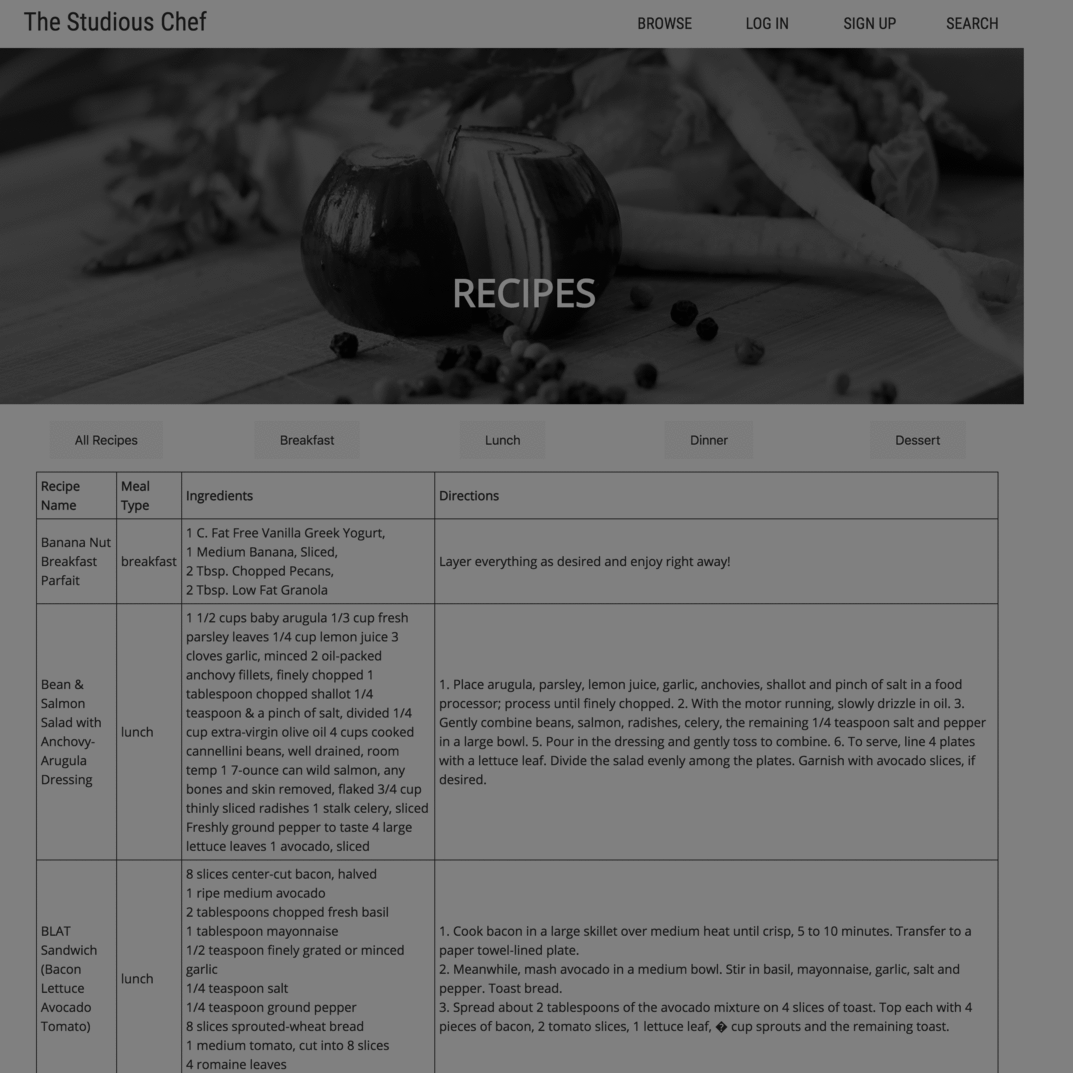 The Studious Chef
BROWSE LOG IN SIGN UP SEARCH
RECIPES
All Recipes Breakfast Lunch Dinner Dessert
Recipe
Name
Meal
Type
Ingredients
Directions
Banana Nut
Breakfast
Parfait
breakfast
1 C. Fat Free Vanilla Greek Yogurt,
1 Medium Banana, Sliced,
2 Tbsp. Chopped Pecans,
2 Tbsp. Low Fat Granola
Layer everything as desired and enjoy right away!
Bean &
Salmon
Salad with
Anchovy-
Arugula
Dressing
lunch
1 1/2 cups baby arugula 1/3 cup fresh
parsley leaves 1/4 cup lemon juice 3
cloves garlic, minced 2 oil-packed
anchovy fillets, finely chopped 1
tablespoon chopped shallot 1/4
teaspoon & a pinch of salt, divided 1/4
cup extra-virgin olive oil 4 cups cooked
cannellini beans, well drained, room
temp 1 7-ounce can wild salmon, any
bones and skin removed, flaked 3/4 cup
thinly sliced radishes 1 stalk celery, sliced
Freshly ground pepper to taste 4 large
lettuce leaves 1 avocado, sliced
1. Place arugula, parsley, lemon juice, garlic, anchovies, shallot and pinch of salt in a food
processor; process until finely chopped. 2. With the motor running, slowly drizzle in oil. 3.
Gently combine beans, salmon, radishes, celery, the remaining 1/4 teaspoon salt and pepper
in a large bowl. 5. Pour in the dressing and gently toss to combine. 6. To serve, line 4 plates
with a lettuce leaf. Divide the salad evenly among the plates. Garnish with avocado slices, if
desired.
BLAT
Sandwich
(Bacon
Lettuce
Avocado
Tomato)
lunch
8 slices center-cut bacon, halved
1 ripe medium avocado
2 tablespoons chopped fresh basil
1 tablespoon mayonnaise
1/2 teaspoon finely grated or minced
garlic
1/4 teaspoon salt
1/4 teaspoon ground pepper
8 slices sprouted-wheat bread
1 medium tomato, cut into 8 slices
4 romaine leaves
1. Cook bacon in a large skillet over medium heat until crisp, 5 to 10 minutes. Transfer to a
paper towel-lined plate.
2. Meanwhile, mash avocado in a medium bowl. Stir in basil, mayonnaise, garlic, salt and
pepper. Toast bread.
3. Spread about 2 tablespoons of the avocado mixture on 4 slices of toast. Top each with 4
pieces of bacon, 2 tomato slices, 1 lettuce leaf, � cup sprouts and the remaining toast.